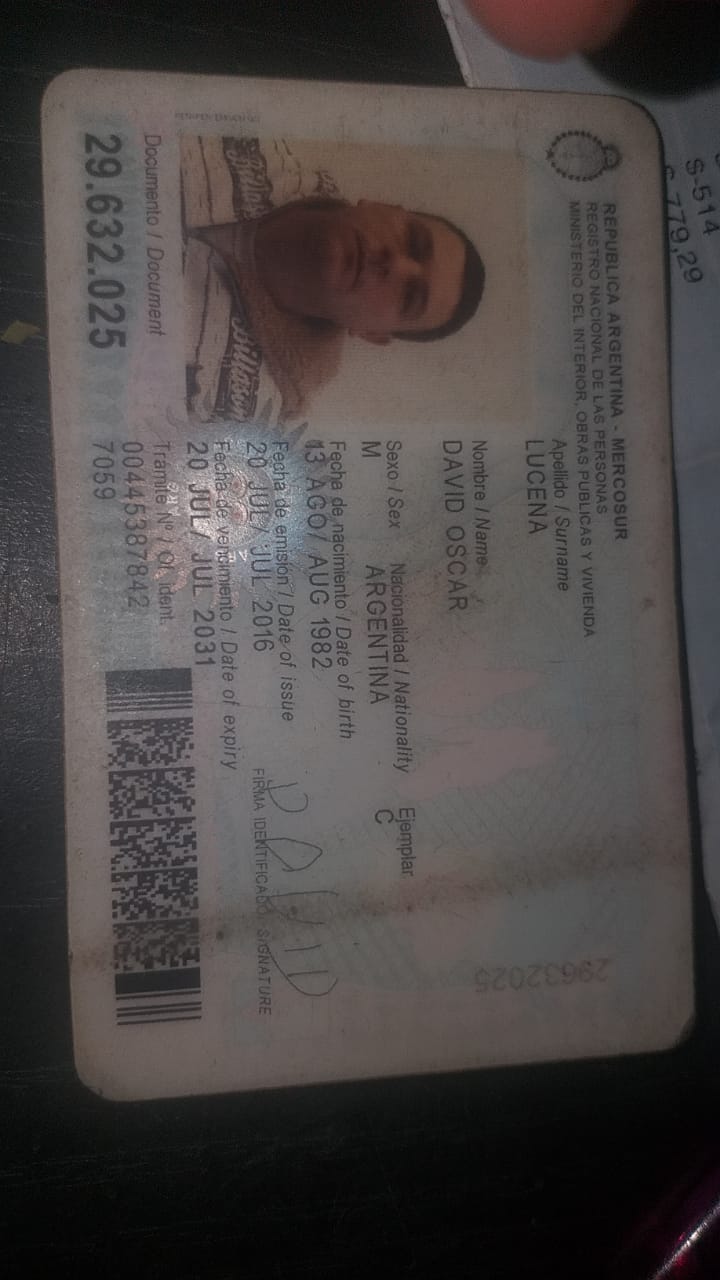 REPUBLICA ARGENTINA - MERCOSUR
REGISTRO NACIONAL DE LAS PERSONAS
MINISTERIO DEL INTERIOR, OBRAS PUBLICAS Y VIVIENDA
Apellido / Surname
LUCENA
Nombre / Name
DAVID OSCAR
Sexo / Sex Nacionalidad / Nationality Ejemplar
M ARGENTINA C
Fecha de nacimiento / Date of birth
13 AGO/ AUG 1982
Fecha de emisión / Date of issue
20 JUL/ JUL 2016
Fecha de vencimiento / Date of expiry
20 JUL/ JUL 2031
Trámite Nº / Of. Ident.
00445387842
7059
Documento / Document
29.632.025
DAVID
FIRMA IDENTIFICADO / SIGNATURE
29632025
S-514
779,29